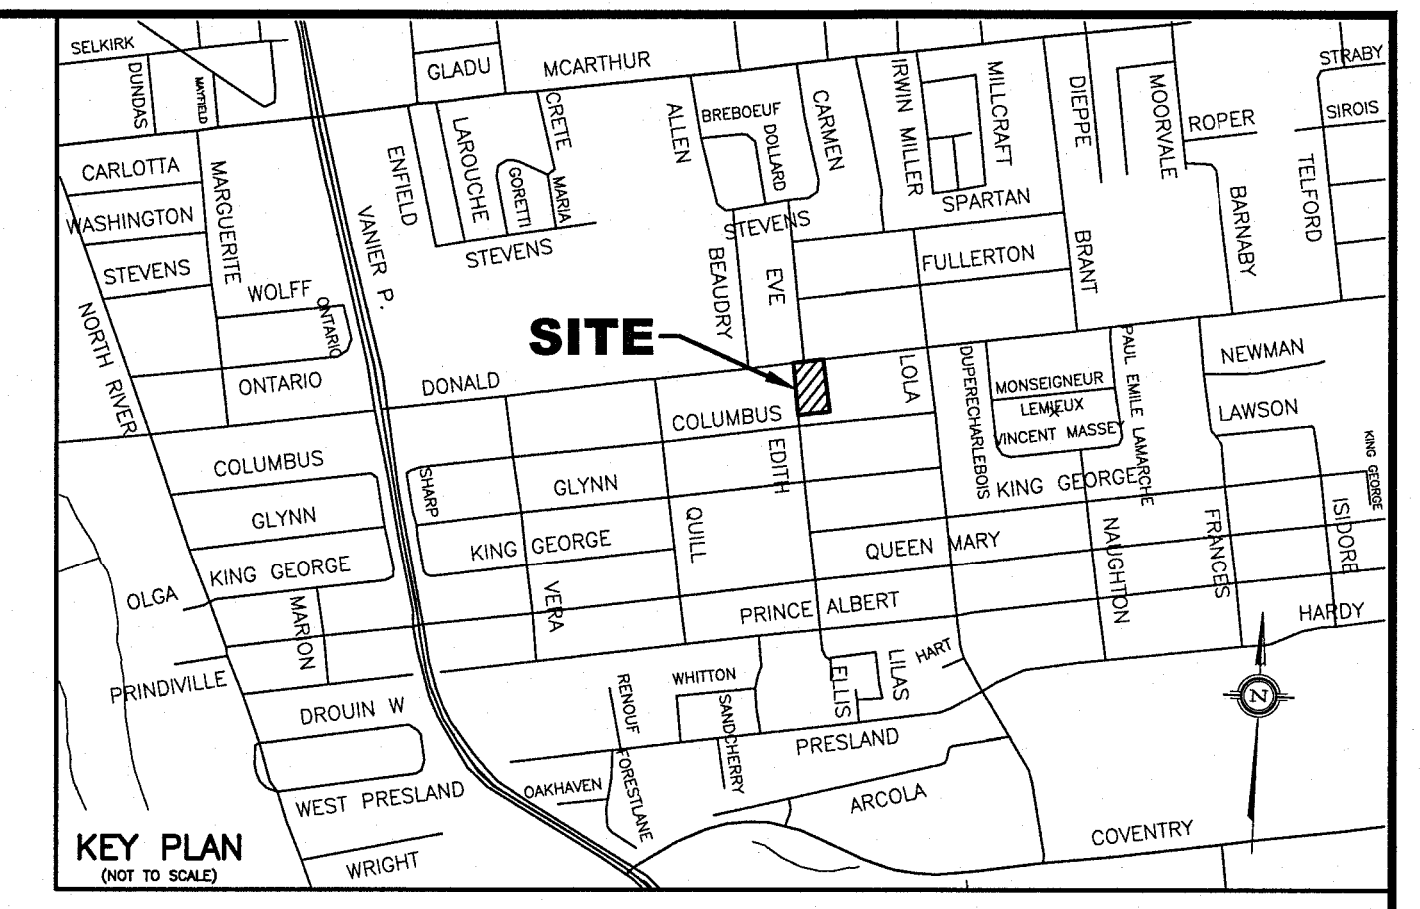 SELKIRK
DUNDAS
MAYFIELD
GLADU
MCARTHUR
STRABY
SIROIS
ROPER
MOORVALE
DIEPPE
MILLCRAFT
IRWIN MILLER
CARMEN
BREBOEUF
DOLLARD
ALLEN
CRETE
LAROUCHE
GORETTI
MARIA
ENFIELD
CARLOTTA
MARGUERITE
WASHINGTON
STEVENS
VANIER P.
STEVENS
STEVENS
SPARTAN
TELFORD
BARNABY
BRANT
FULLERTON
EVE
BEAUDRY
WOLFF
ONTARIO
NORTH RIVER
SITE
ONTARIO
DONALD
LOLA
DUPERECHARLEBOIS
MONSEIGNEUR
LEMIEUX
VINCENT MASSEY
PAUL EMILE LAMARCHE
NEWMAN
LAWSON
COLUMBUS
EDITH
COLUMBUS
SHARP
GLYNN
GLYNN
KING GEORGE
KING GEORGE
ISIDORE
FRANCES
NAUGHTON
QUEEN MARY
QUILL
KING GEORGE
KING GEORGE
OLGA
MARION
VERA
PRINCE ALBERT
HARDY
HART
LILAS
ELLIS
WHITTON
SANDCHERRY
RENOUF
PRINDIVILLE
DROUIN W
PRESLAND
FORESTLANE
OAKHAVEN
WEST PRESLAND
ARCOLA
COVENTRY
WRIGHT
N
KEY PLAN
(NOT TO SCALE)